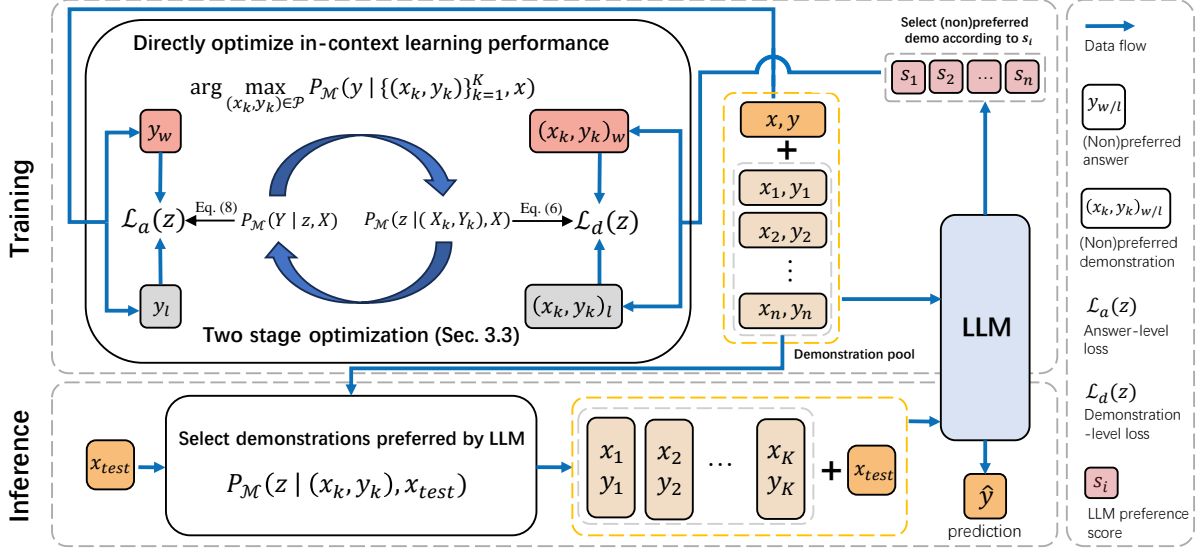 Training
Directly optimize in-context learning performance
arg max P_M(y | {(x_k, y_k)}_{k=1}^K, x)
(x_k,y_k)∈𝒫
y_w
(x_k, y_k)_w
ℒ_a(z)
Eq. (8)
P_M(Y | z, X)
P_M(z |( X_k, Y_k), X)
Eq. (6)
ℒ_d(z)
y_l
(x_k, y_k)_l
Two stage optimization (Sec. 3.3)
x, y
+
x_1, y_1
x_2, y_2
⋮
x_n, y_n
Demonstration pool
Select (non)preferred
demo according to s_i
s_1 s_2 ... s_n
LLM
Inference
x_test
Select demonstrations preferred by LLM
P_M(z | (x_k, y_k), x_test)
x_1 x_2 ... x_K
y_1 y_2 y_K
+
x_test
ŷ
prediction
Data flow
y_{w/l}
(Non)preferred
answer
(x_k, y_k)_{w/l}
(Non)preferred
demonstration
ℒ_a(z)
Answer-level
loss
ℒ_d(z)
Demonstration
-level loss
s_i
LLM preference
score